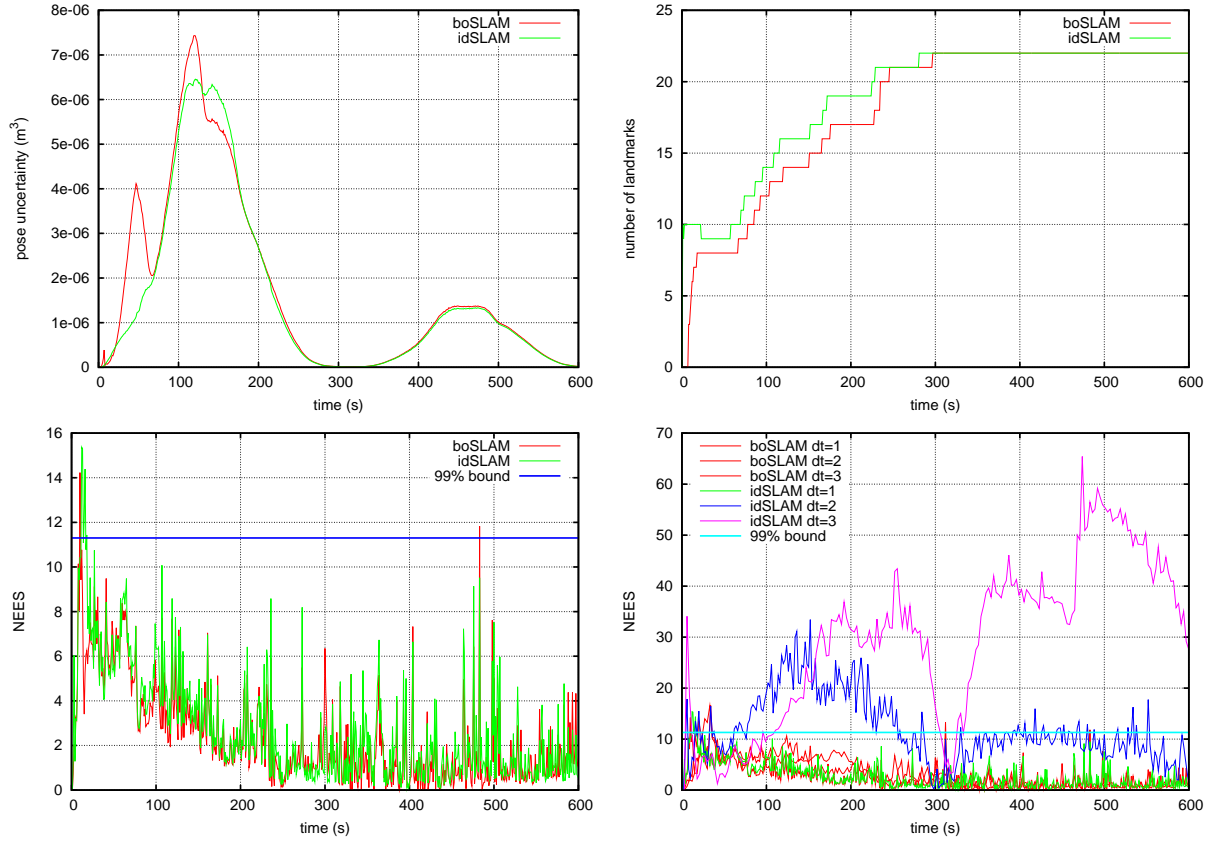 8e-06
7e-06
6e-06
5e-06
4e-06
3e-06
2e-06
1e-06
0
pose uncertainty (m³)
boSLAM
idSLAM
0 100 200 300 400 500 600
time (s)
25
20
15
10
5
0
number of landmarks
boSLAM
idSLAM
0 100 200 300 400 500 600
time (s)
16
14
12
10
8
6
4
2
0
NEES
boSLAM
idSLAM
99% bound
0 100 200 300 400 500 600
time (s)
70
60
50
40
30
20
10
0
NEES
boSLAM dt=1
boSLAM dt=2
boSLAM dt=3
idSLAM dt=1
idSLAM dt=2
idSLAM dt=3
99% bound
0 100 200 300 400 500 600
time (s)